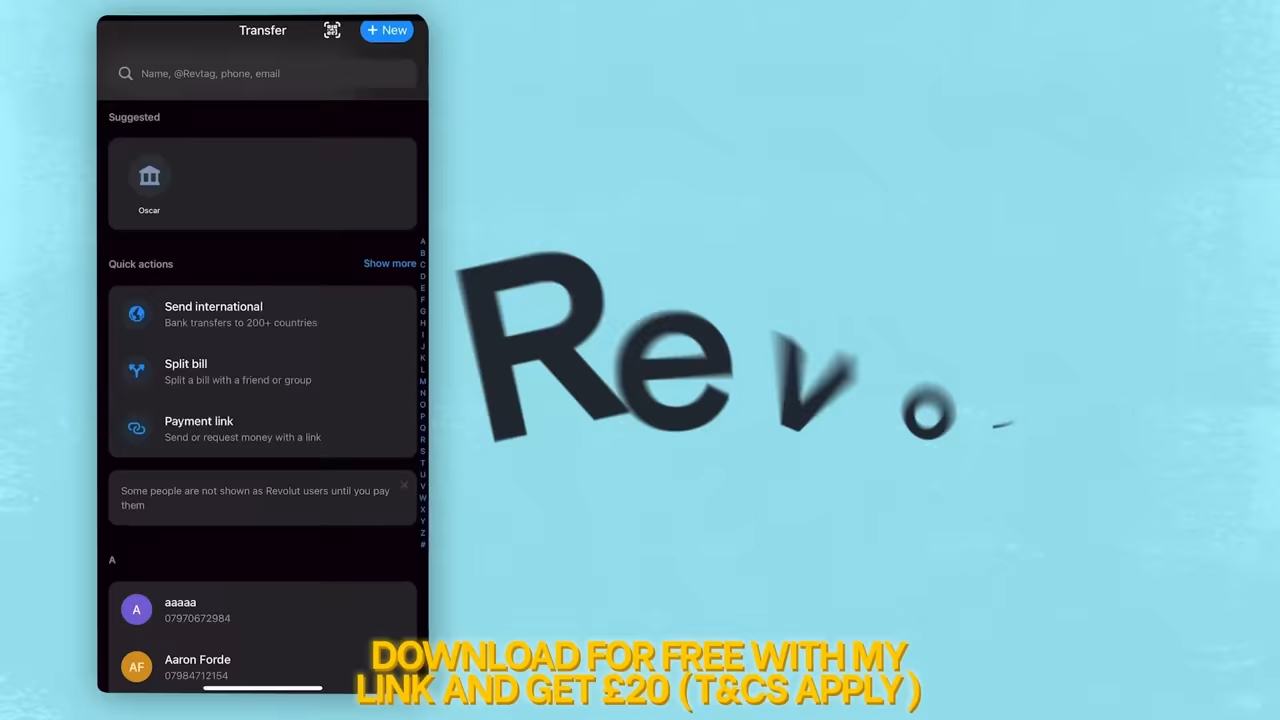 Transfer
+ New
Name, @Revtag, phone, email
Suggested
Oscar
Quick actions
Show more
Send international
Bank transfers to 200+ countries
Split bill
Split a bill with a friend or group
Payment link
Send or request money with a link
Some people are not shown as Revolut users until you pay
them
A
A
aaaaa
07970672984
AF
Aaron Forde
07984712154
A
B
C
D
E
F
G
H
I
J
K
L
M
N
O
P
Q
R
S
T
U
V
W
X
Y
Z
#
Revo
DOWNLOAD FOR FREE WITH MY
LINK AND GET £20 (T&CS APPLY)